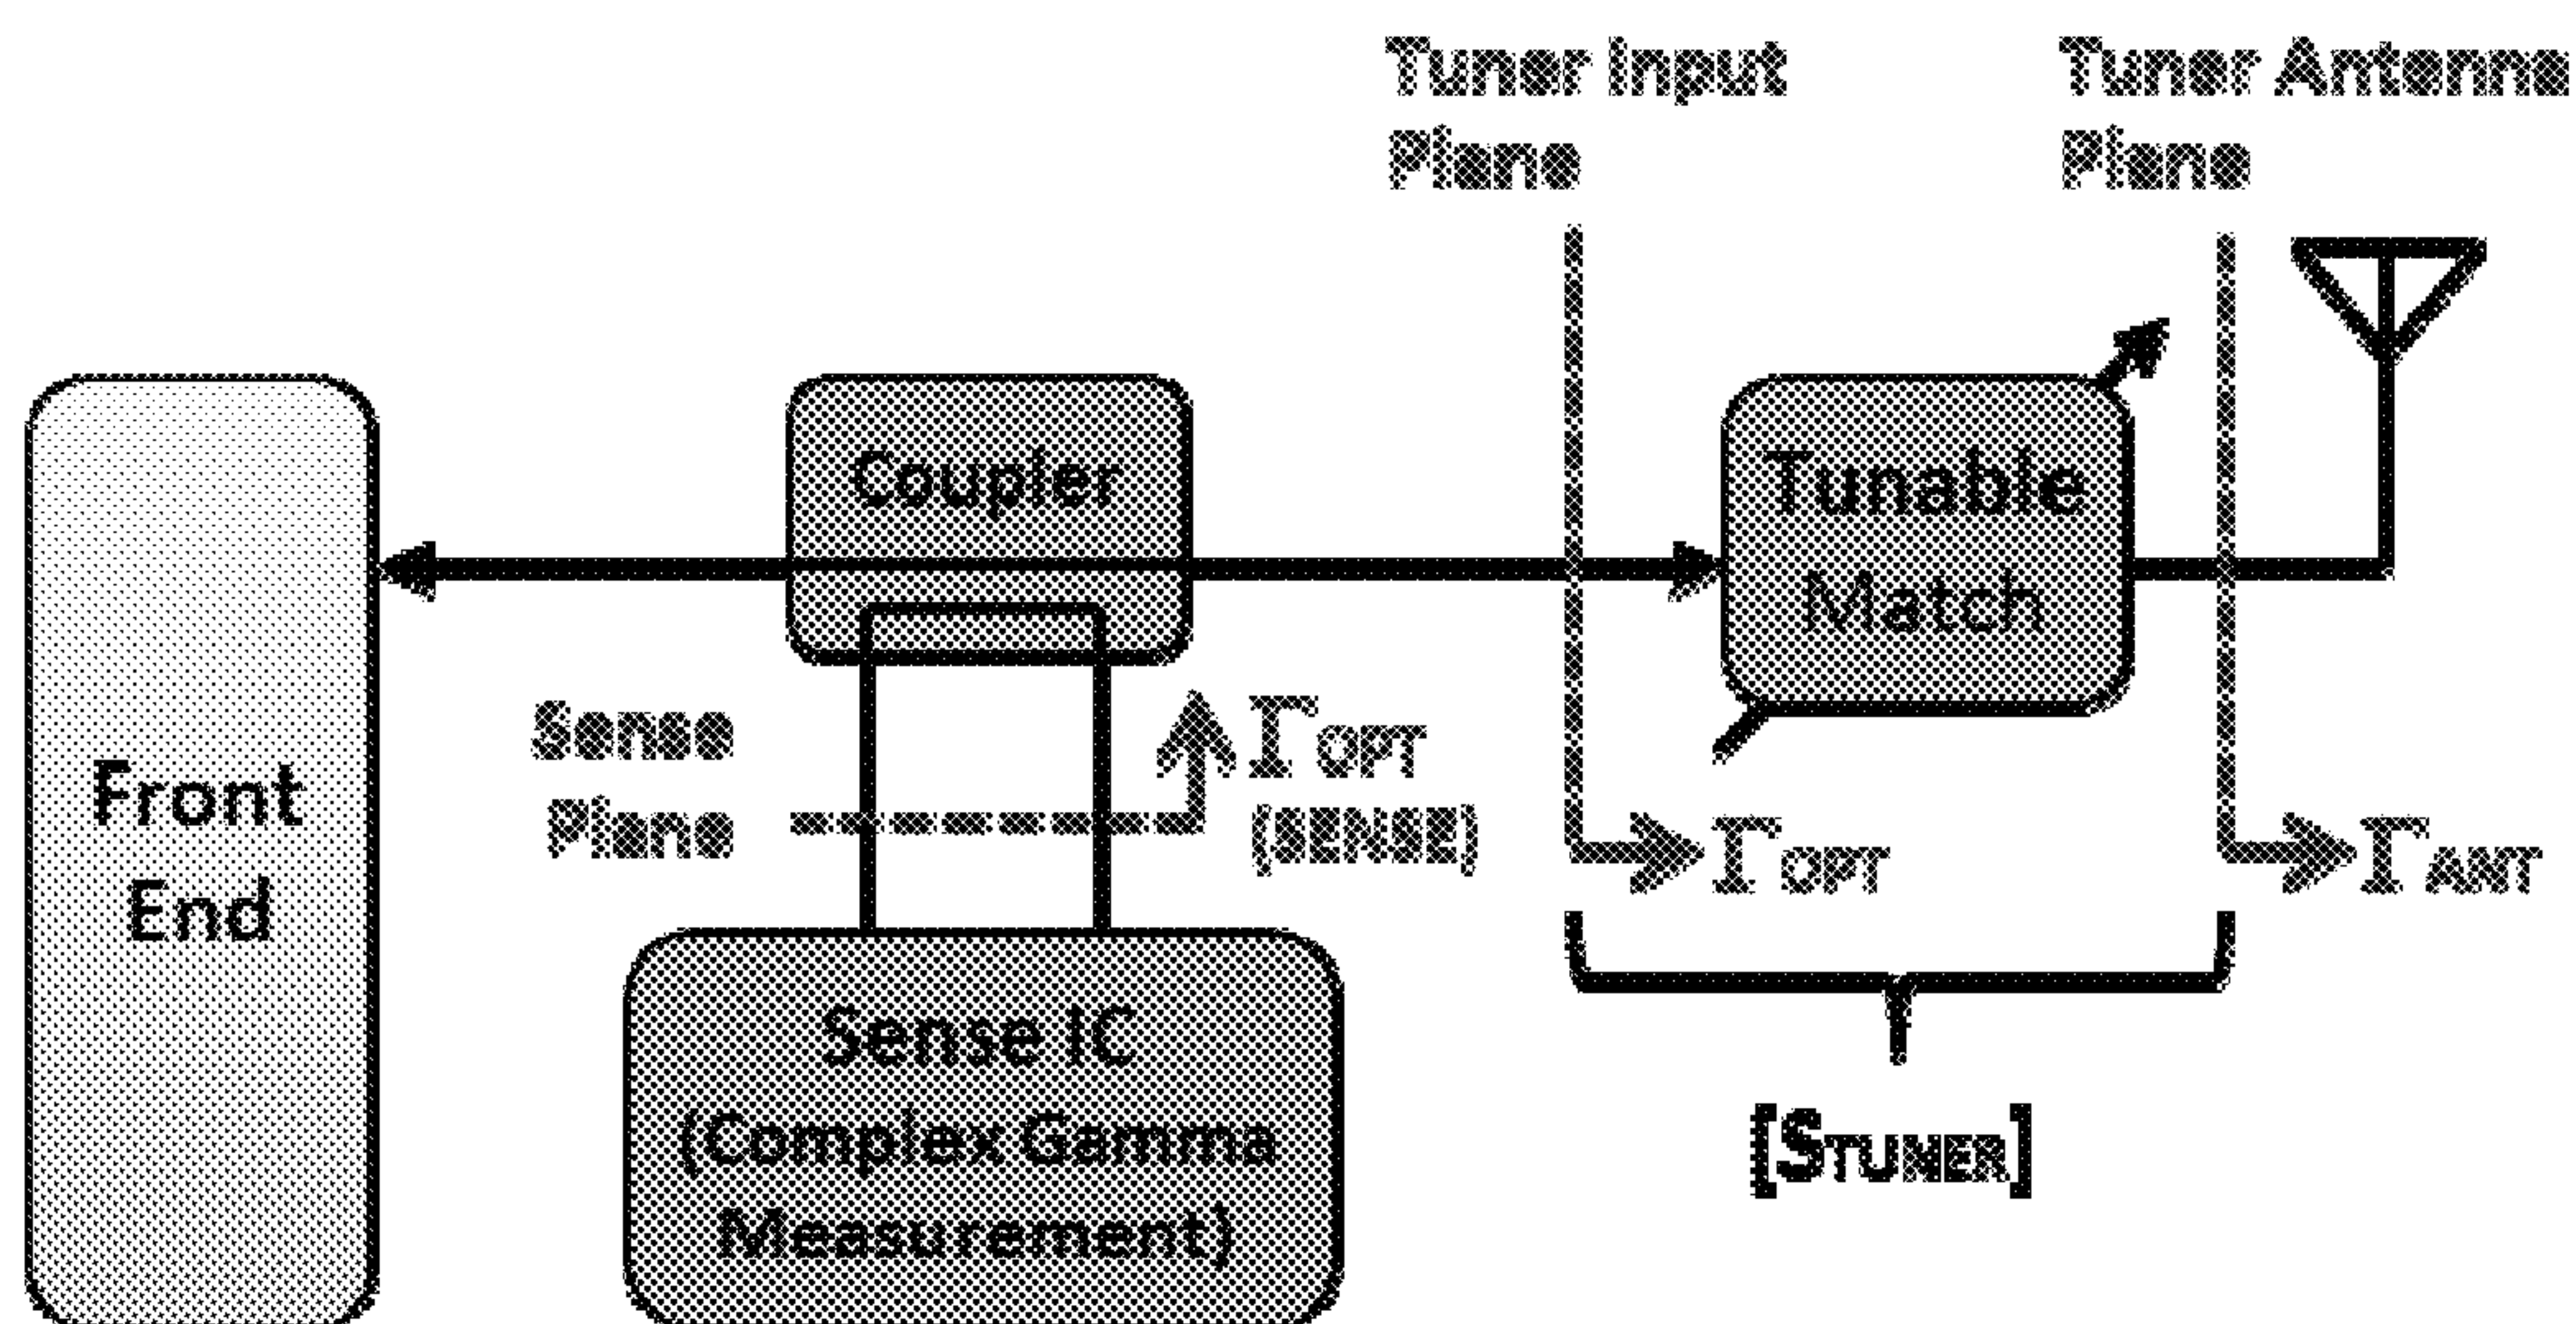 Tuner Input
Plane
Tuner Antenna
Plane
Coupler
Tunable
Match
Sense
Plane
ΓOPT
(SENSE)
ΓOPT
ΓANT
Front
End
Sense IC
(Complex Gamma
Measurement)
[STUNER]